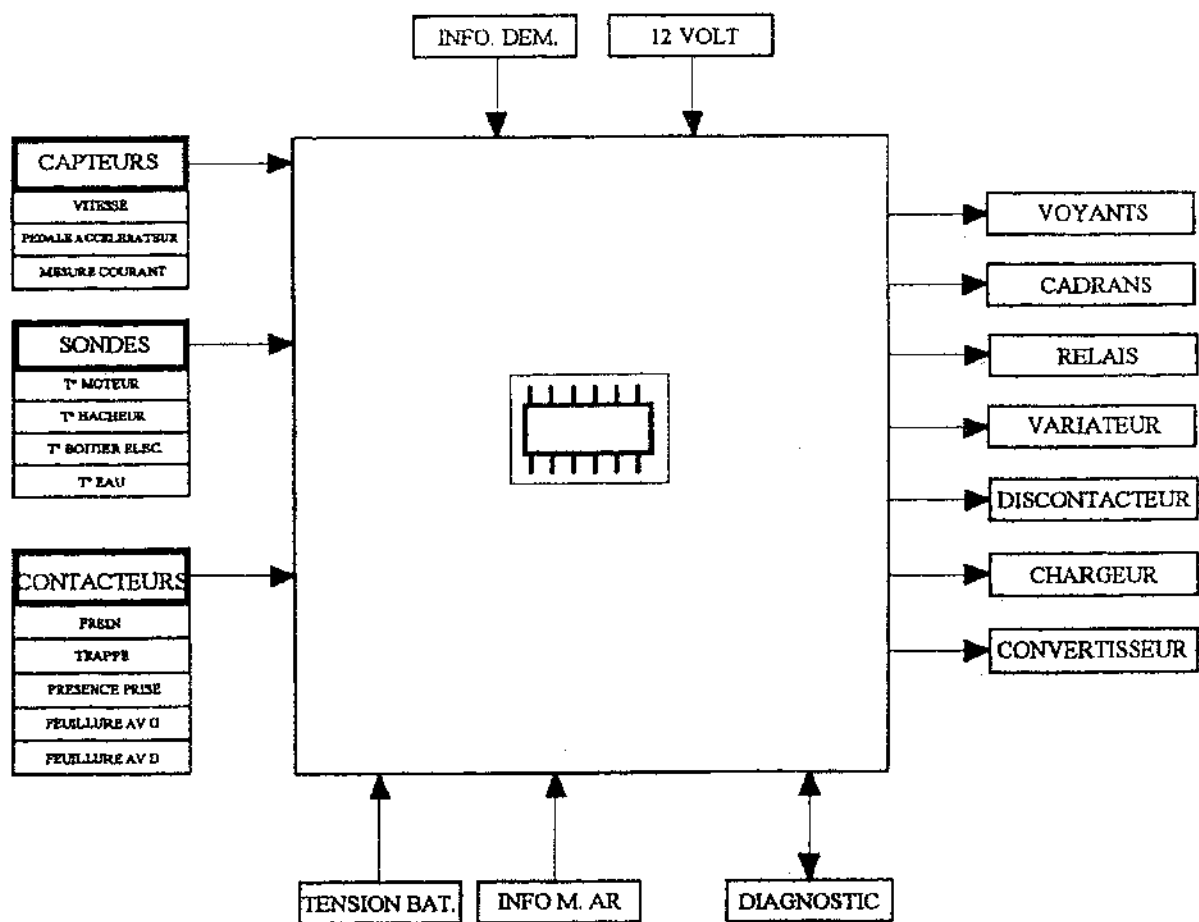 INFO. DEM.
12 VOLT
CAPTEURS
VITESSE
PEDALE ACCELERATEUR
MESURE COURANT
SONDES
T° MOTEUR
T° HACHEUR
T° BOITIER ELEC.
T° EAU
CONTACTEURS
FREIN
TRAPPE
PRESENCE PRISE
FEUILLURE AV G
FEUILLURE AV D
VOYANTS
CADRANS
RELAIS
VARIATEUR
DISCONTACTEUR
CHARGEUR
CONVERTISSEUR
TENSION BAT.
INFO M. AR
DIAGNOSTIC